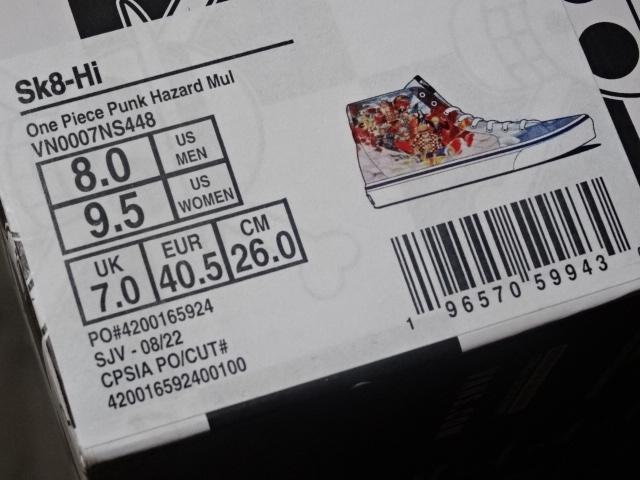 Sk8-Hi
One Piece Punk Hazard Mul
VN0007NS448
8.0 US MEN
9.5 US WOMEN
UK EUR CM
7.0 40.5 26.0
PO#4200165924
SJV - 08/22
CPSIA PO/CUT#
420016592400100
1 96570 59943